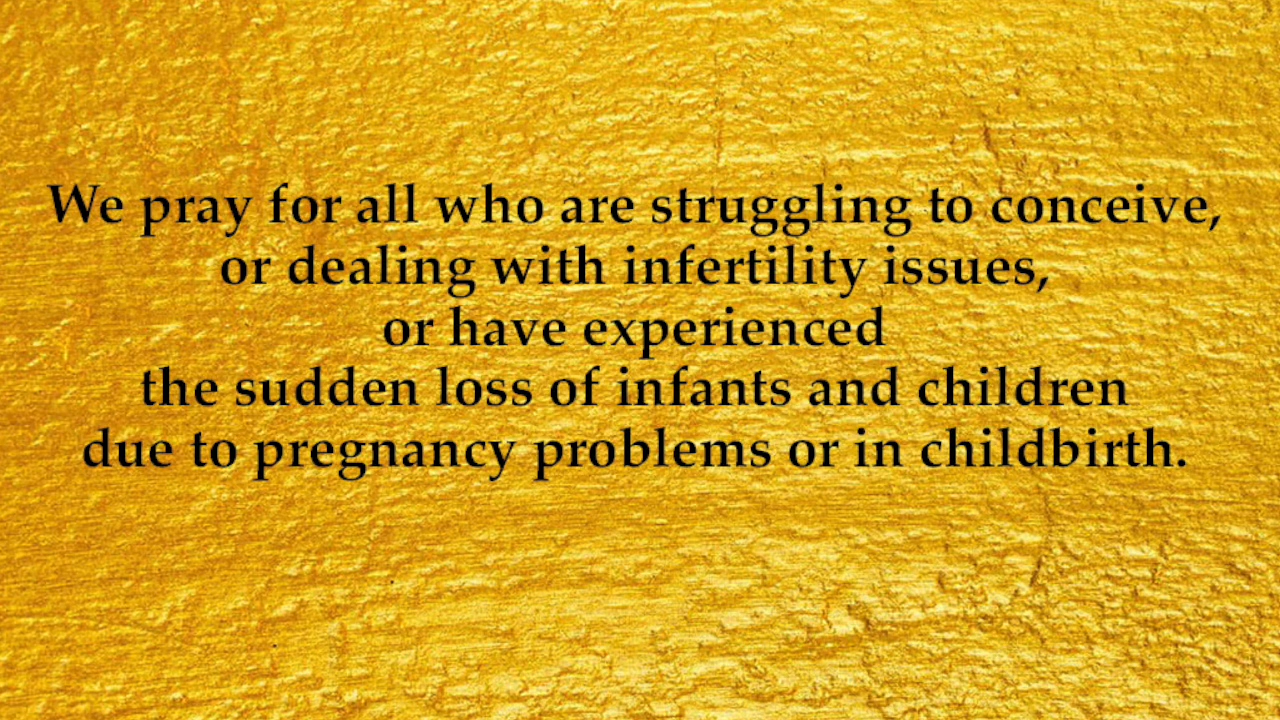 We pray for all who are struggling to conceive,
or dealing with infertility issues,
or have experienced
the sudden loss of infants and children
due to pregnancy problems or in childbirth.